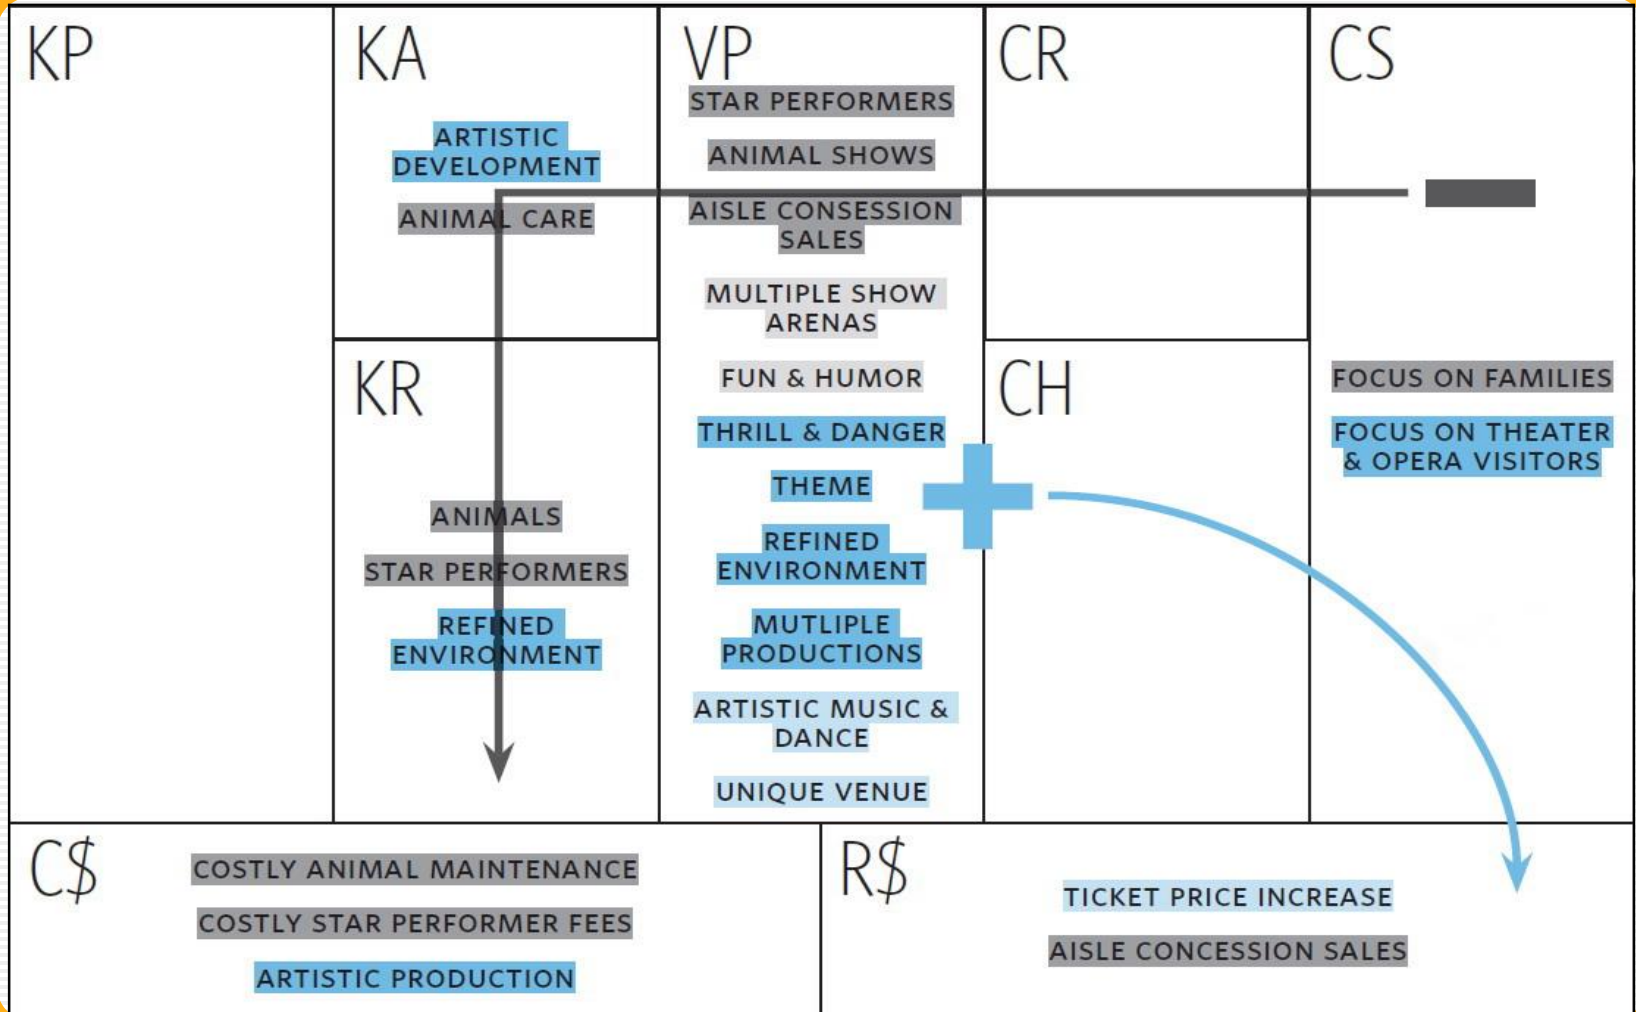 KP
KA
ARTISTIC
DEVELOPMENT
ANIMAL CARE
KR
ANIMALS
STAR PERFORMERS
REFINED
ENVIRONMENT
VP
STAR PERFORMERS
ANIMAL SHOWS
AISLE CONSESSION
SALES
MULTIPLE SHOW
ARENAS
FUN & HUMOR
THRILL & DANGER
THEME
REFINED
ENVIRONMENT
MUTLIPLE
PRODUCTIONS
ARTISTIC MUSIC &
DANCE
UNIQUE VENUE
CR
CH
CS
FOCUS ON FAMILIES
FOCUS ON THEATER
& OPERA VISITORS
C$
COSTLY ANIMAL MAINTENANCE
COSTLY STAR PERFORMER FEES
ARTISTIC PRODUCTION
R$
TICKET PRICE INCREASE
AISLE CONCESSION SALES